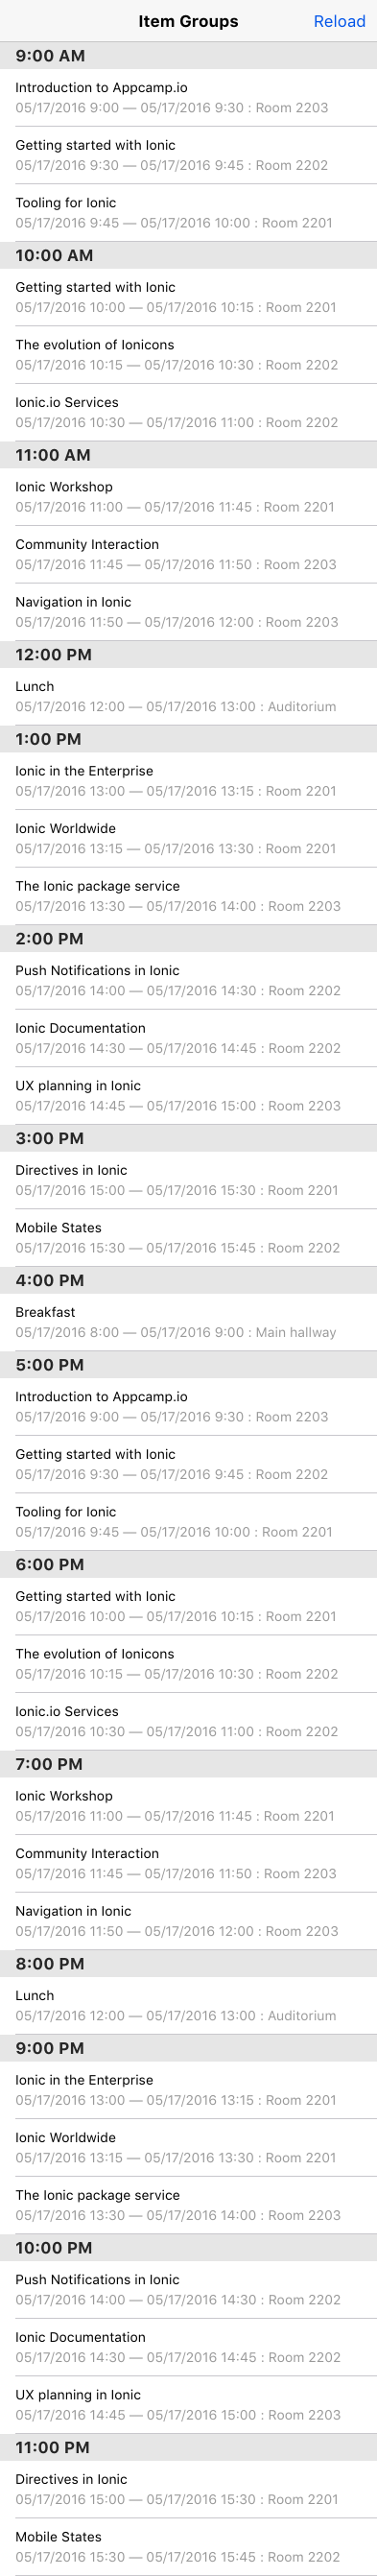 Item Groups
Reload
9:00 AM
Introduction to Appcamp.io
05/17/2016 9:00 — 05/17/2016 9:30 : Room 2203
Getting started with Ionic
05/17/2016 9:30 — 05/17/2016 9:45 : Room 2202
Tooling for Ionic
05/17/2016 9:45 — 05/17/2016 10:00 : Room 2201
10:00 AM
Getting started with Ionic
05/17/2016 10:00 — 05/17/2016 10:15 : Room 2201
The evolution of Ionicons
05/17/2016 10:15 — 05/17/2016 10:30 : Room 2202
Ionic.io Services
05/17/2016 10:30 — 05/17/2016 11:00 : Room 2202
11:00 AM
Ionic Workshop
05/17/2016 11:00 — 05/17/2016 11:45 : Room 2201
Community Interaction
05/17/2016 11:45 — 05/17/2016 11:50 : Room 2203
Navigation in Ionic
05/17/2016 11:50 — 05/17/2016 12:00 : Room 2203
12:00 PM
Lunch
05/17/2016 12:00 — 05/17/2016 13:00 : Auditorium
1:00 PM
Ionic in the Enterprise
05/17/2016 13:00 — 05/17/2016 13:15 : Room 2201
Ionic Worldwide
05/17/2016 13:15 — 05/17/2016 13:30 : Room 2201
The Ionic package service
05/17/2016 13:30 — 05/17/2016 14:00 : Room 2203
2:00 PM
Push Notifications in Ionic
05/17/2016 14:00 — 05/17/2016 14:30 : Room 2202
Ionic Documentation
05/17/2016 14:30 — 05/17/2016 14:45 : Room 2202
UX planning in Ionic
05/17/2016 14:45 — 05/17/2016 15:00 : Room 2203
3:00 PM
Directives in Ionic
05/17/2016 15:00 — 05/17/2016 15:30 : Room 2201
Mobile States
05/17/2016 15:30 — 05/17/2016 15:45 : Room 2202
4:00 PM
Breakfast
05/17/2016 8:00 — 05/17/2016 9:00 : Main hallway
5:00 PM
Introduction to Appcamp.io
05/17/2016 9:00 — 05/17/2016 9:30 : Room 2203
Getting started with Ionic
05/17/2016 9:30 — 05/17/2016 9:45 : Room 2202
Tooling for Ionic
05/17/2016 9:45 — 05/17/2016 10:00 : Room 2201
6:00 PM
Getting started with Ionic
05/17/2016 10:00 — 05/17/2016 10:15 : Room 2201
The evolution of Ionicons
05/17/2016 10:15 — 05/17/2016 10:30 : Room 2202
Ionic.io Services
05/17/2016 10:30 — 05/17/2016 11:00 : Room 2202
7:00 PM
Ionic Workshop
05/17/2016 11:00 — 05/17/2016 11:45 : Room 2201
Community Interaction
05/17/2016 11:45 — 05/17/2016 11:50 : Room 2203
Navigation in Ionic
05/17/2016 11:50 — 05/17/2016 12:00 : Room 2203
8:00 PM
Lunch
05/17/2016 12:00 — 05/17/2016 13:00 : Auditorium
9:00 PM
Ionic in the Enterprise
05/17/2016 13:00 — 05/17/2016 13:15 : Room 2201
Ionic Worldwide
05/17/2016 13:15 — 05/17/2016 13:30 : Room 2201
The Ionic package service
05/17/2016 13:30 — 05/17/2016 14:00 : Room 2203
10:00 PM
Push Notifications in Ionic
05/17/2016 14:00 — 05/17/2016 14:30 : Room 2202
Ionic Documentation
05/17/2016 14:30 — 05/17/2016 14:45 : Room 2202
UX planning in Ionic
05/17/2016 14:45 — 05/17/2016 15:00 : Room 2203
11:00 PM
Directives in Ionic
05/17/2016 15:00 — 05/17/2016 15:30 : Room 2201
Mobile States
05/17/2016 15:30 — 05/17/2016 15:45 : Room 2202